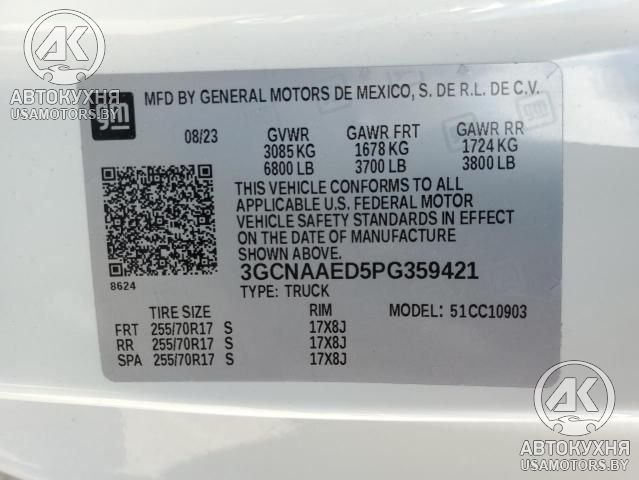 AK
АВТОКУХНЯ
USAMOTORS.BY
gm
MFD BY GENERAL MOTORS DE MEXICO, S. DE R.L. DE C.V.
08/23 GVWR GAWR FRT GAWR RR
3085 KG 1678 KG 1724 KG
6800 LB 3700 LB 3800 LB
THIS VEHICLE CONFORMS TO ALL
APPLICABLE U.S. FEDERAL MOTOR
VEHICLE SAFETY STANDARDS IN EFFECT
ON THE DATE OF MANUFACTURE
SHOWN ABOVE.
3GCNAAED5PG359421
8624
TYPE: TRUCK
TIRE SIZE RIM MODEL: 51CC10903
FRT 255/70R17 S 17X8J
RR 255/70R17 S 17X8J
SPA 255/70R17 S 17X8J
AK
АВТОКУХНЯ
USAMOTORS.BY